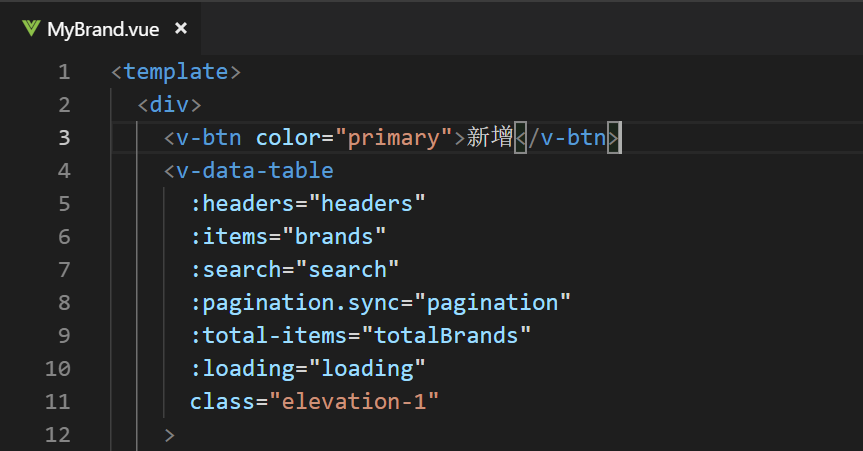 MyBrand.vue ×
1 <template>
2 <div>
3 <v-btn color="primary">新增</v-btn>
4 <v-data-table
5 :headers="headers"
6 :items="brands"
7 :search="search"
8 :pagination.sync="pagination"
9 :total-items="totalBrands"
10 :loading="loading"
11 class="elevation-1"
12 >